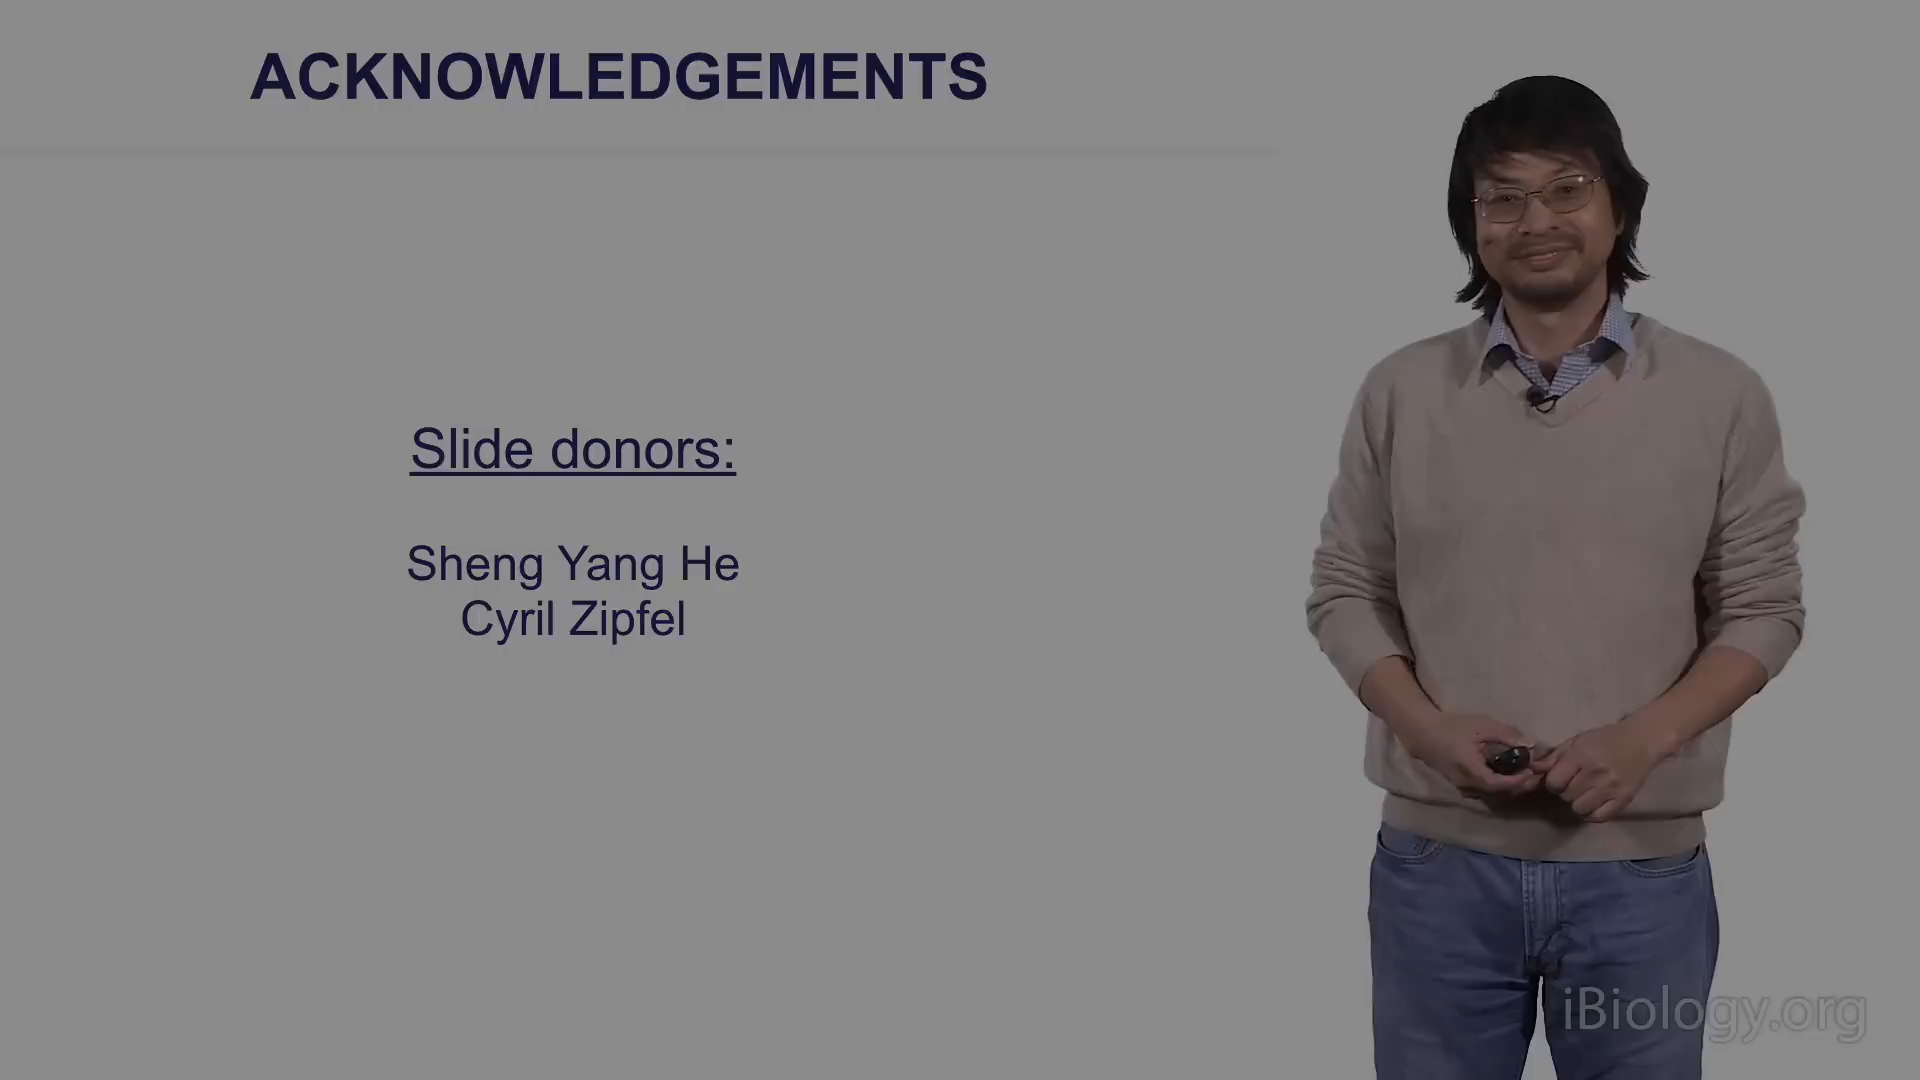 ACKNOWLEDGEMENTS
Slide donors:
Sheng Yang He
Cyril Zipfel
iBiology.org